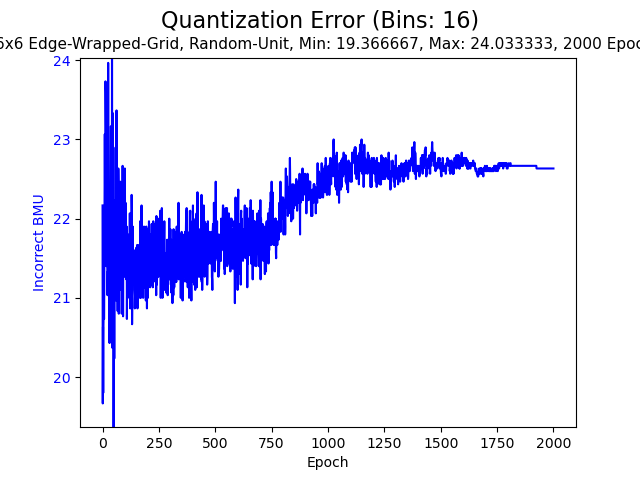 Quantization Error (Bins: 16)
6x6 Edge-Wrapped-Grid, Random-Unit, Min: 19.366667, Max: 24.033333, 2000 Epoc
24
23
22
21
20
Incorrect BMU
0 250 500 750 1000 1250 1500 1750 2000
Epoch